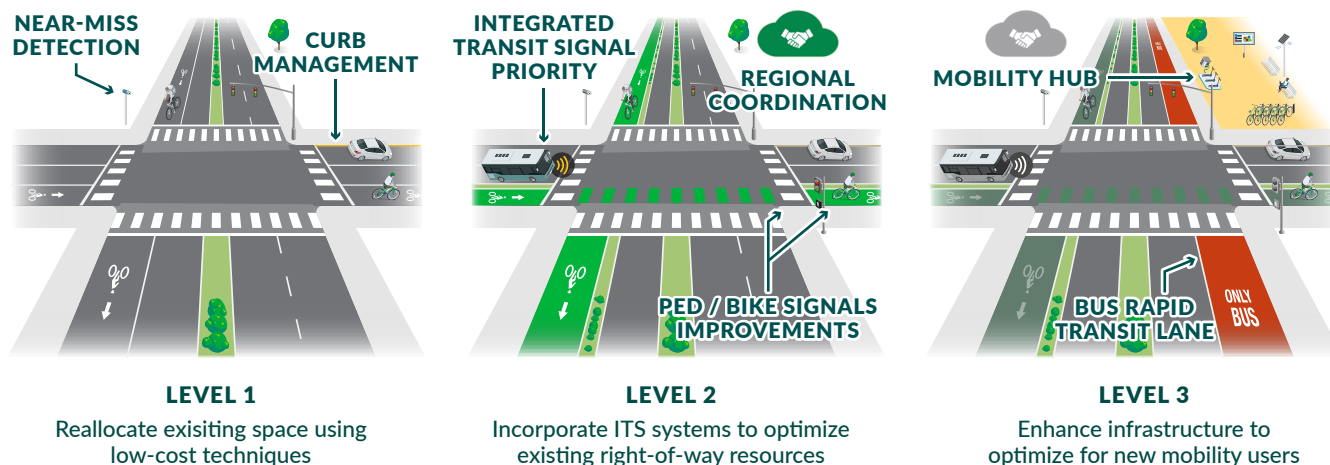 NEAR-MISS
DETECTION
CURB
MANAGEMENT
LEVEL 1
Reallocate exisiting space using
low-cost techniques
INTEGRATED
TRANSIT SIGNAL
PRIORITY
REGIONAL
COORDINATION
PED / BIKE SIGNALS
IMPROVEMENTS
LEVEL 2
Incorporate ITS systems to optimize
existing right-of-way resources
MOBILITY HUB
BUS
BUS RAPID
TRANSIT LANE
ONLY
BUS
LEVEL 3
Enhance infrastructure to
optimize for new mobility users